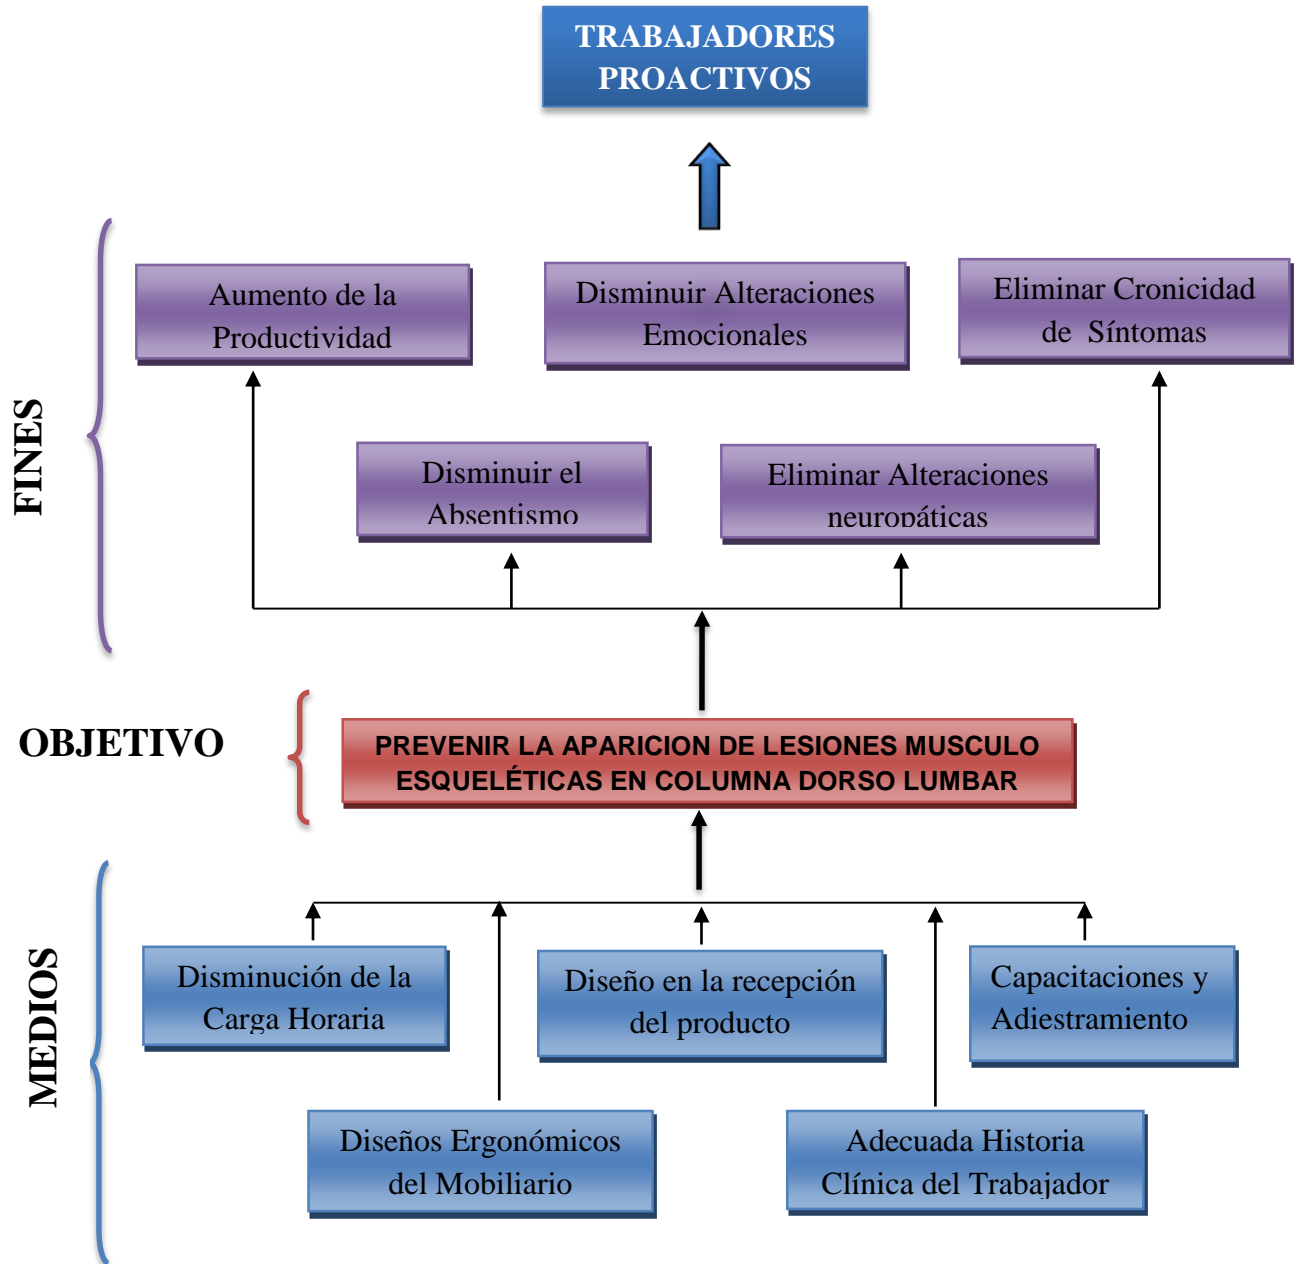 TRABAJADORES
PROACTIVOS
FINES
Aumento de la
Productividad
Disminuir Alteraciones
Emocionales
Eliminar Cronicidad
de Síntomas
Disminuir el
Absentismo
Eliminar Alteraciones
neuropáticas
OBJETIVO
PREVENIR LA APARICION DE LESIONES MUSCULO
ESQUELÉTICAS EN COLUMNA DORSO LUMBAR
MEDIOS
Disminución de la
Carga Horaria
Diseño en la recepción
del producto
Capacitaciones y
Adiestramiento
Diseños Ergonómicos
del Mobiliario
Adecuada Historia
Clínica del Trabajador